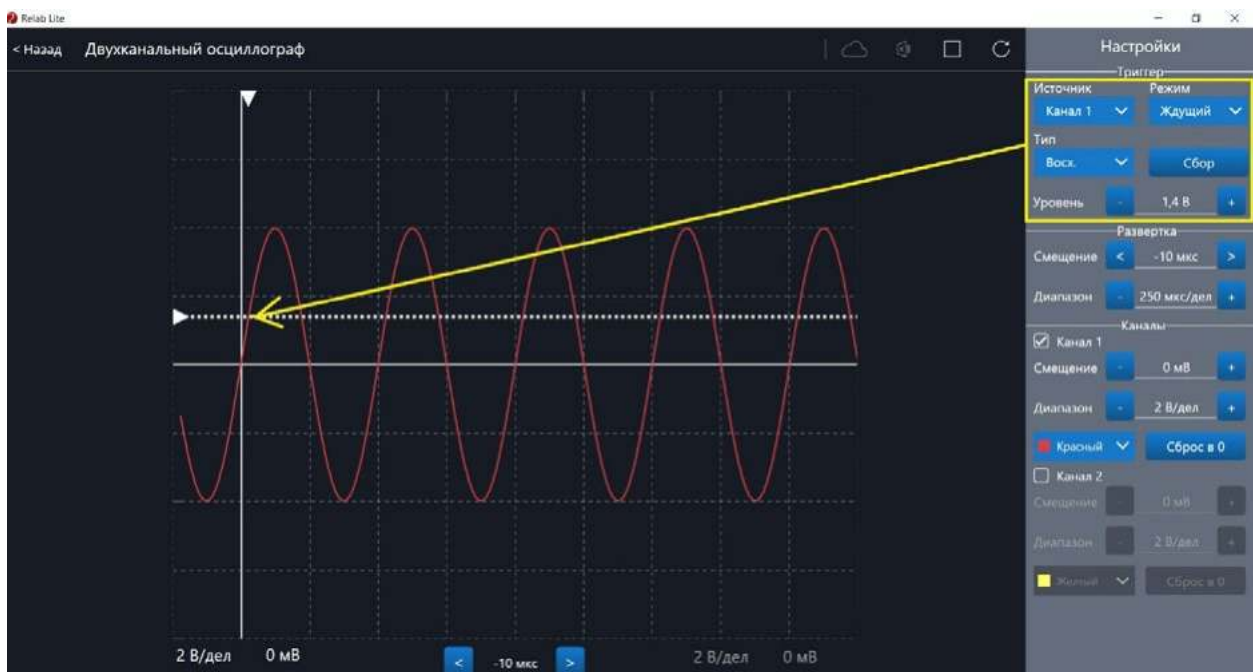 Relab Lite
< Назад Двухканальный осциллограф
Настройки
Триггер
Источник Режим
Канал 1 Ждущий
Тип
Восх. Сбор
Уровень - 1,4 В +
Развертка
Смещение < -10 мкс >
Диапазон - 250 мкс/дел +
Каналы
Канал 1
Смещение - 0 мВ +
Диапазон - 2 В/дел +
Красный Сброс в 0
Канал 2
Смещение - 0 мВ +
Диапазон - 2 В/дел +
Желтый Сброс в 0
2 В/дел 0 мВ < -10 мкс > 2 В/дел 0 мВ